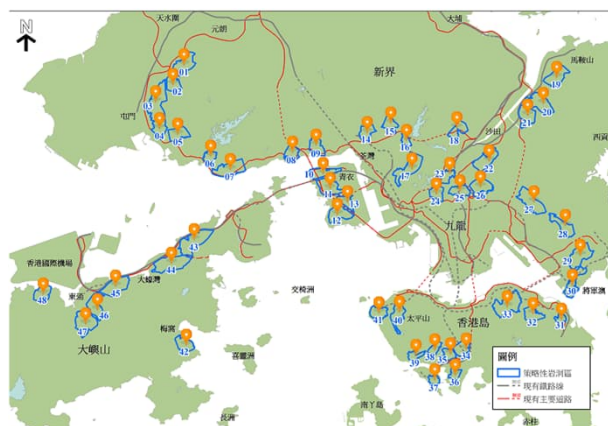 N
天水圍
元朗
大埔
新界
馬鞍山
屯門
沙田
西貢
荃灣
青衣
九龍
將軍澳
香港國際機場
東涌
大蠔灣
交椅洲
梅窩
大嶼山
喜靈洲
長洲
南丫島
太平山
香港島
赤柱
01
02
03
04
05
06
07
08
09
10
11
12
13
14
15
16
17
18
19
20
21
22
23
24
25
26
27
28
29
30
31
32
33
34
35
36
37
38
39
40
41
42
43
44
45
46
47
48
圖例
策略性岩洞區
現有鐵路線
現有主要道路